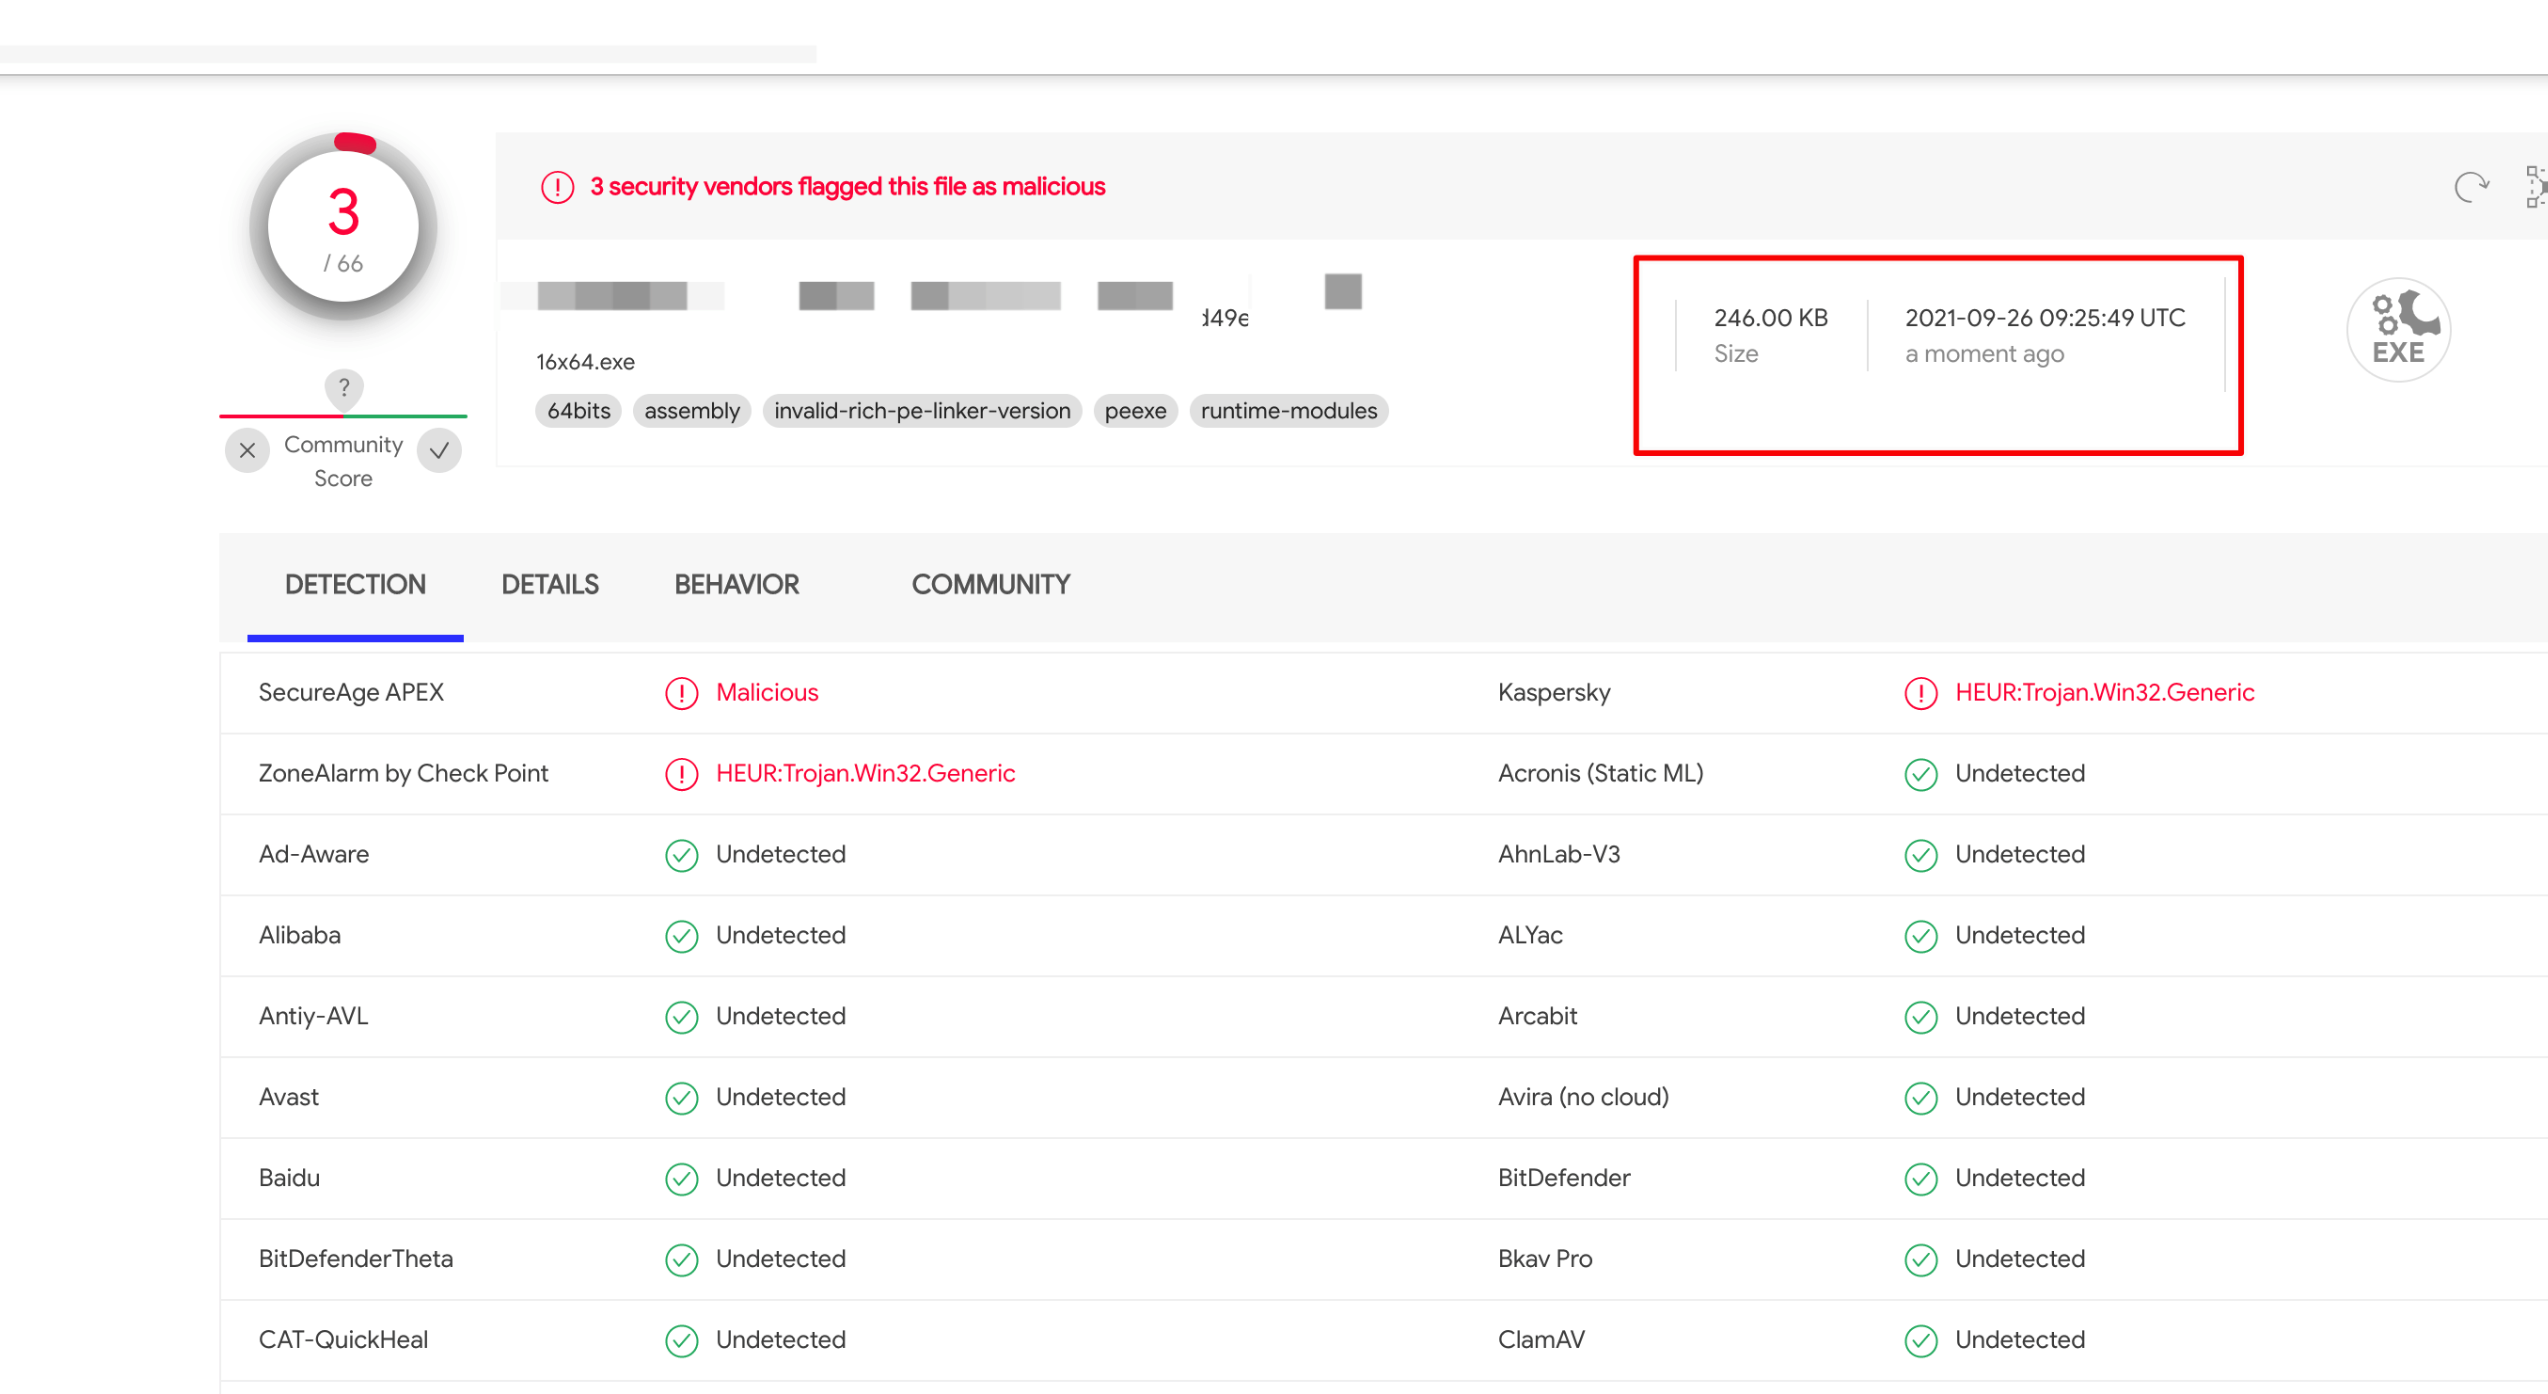 3
/ 66
?
Community
Score
3 security vendors flagged this file as malicious
16x64.exe
64bits assembly invalid-rich-pe-linker-version peexe runtime-modules
246.00 KB
Size
2021-09-26 09:25:49 UTC
a moment ago
EXE
DETECTION DETAILS BEHAVIOR COMMUNITY
SecureAge APEX Malicious Kaspersky HEUR:Trojan.Win32.Generic
ZoneAlarm by Check Point HEUR:Trojan.Win32.Generic Acronis (Static ML) Undetected
Ad-Aware Undetected AhnLab-V3 Undetected
Alibaba Undetected ALYac Undetected
Antiy-AVL Undetected Arcabit Undetected
Avast Undetected Avira (no cloud) Undetected
Baidu Undetected BitDefender Undetected
BitDefenderTheta Undetected Bkav Pro Undetected
CAT-QuickHeal Undetected ClamAV Undetected